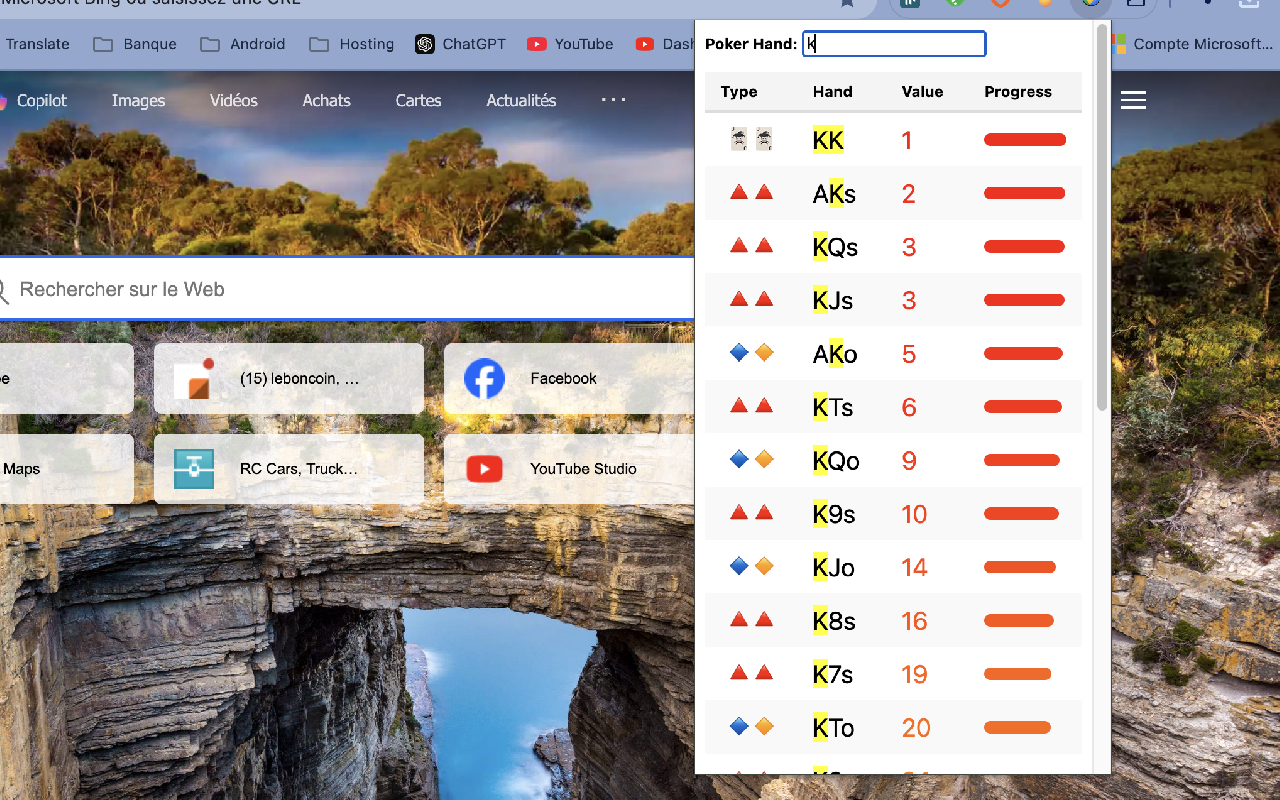 Microsoft Bing ou saisissez une URL
Translate Banque Android Hosting ChatGPT YouTube Compte Microsoft...
Copilot Images Vidéos Achats Cartes Actualités ...
Rechercher sur le Web
(15) leboncoin, ...
Facebook
Maps
RC Cars, Truck...
YouTube Studio
Poker Hand: k
Type Hand Value Progress
KK 1
AKs 2
KQs 3
KJs 3
AKo 5
KTs 6
KQo 9
K9s 10
KJo 14
K8s 16
K7s 19
KTo 20